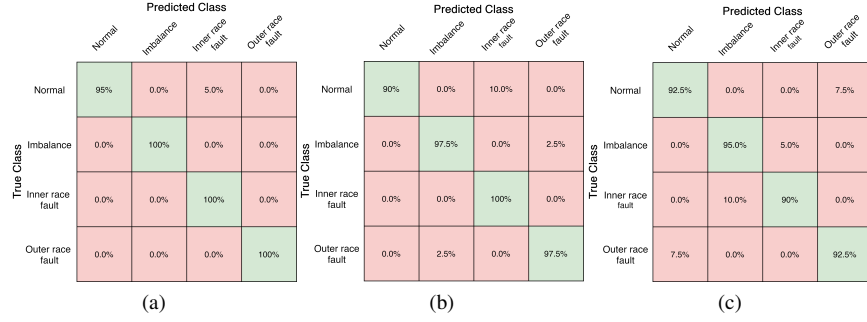 Predicted Class
Normal
Imbalance
Inner race
fault
Outer race
fault
True Class
Normal 95% 0.0% 5.0% 0.0%
Imbalance 0.0% 100% 0.0% 0.0%
Inner race
fault
0.0% 0.0% 100% 0.0%
Outer race
fault
0.0% 0.0% 0.0% 100%
(a)
Predicted Class
Normal
Imbalance
Inner race
fault
Outer race
fault
True Class
Normal 90% 0.0% 10.0% 0.0%
Imbalance 0.0% 97.5% 0.0% 2.5%
Inner race
fault
0.0% 0.0% 100% 0.0%
Outer race
fault
0.0% 2.5% 0.0% 97.5%
(b)
Predicted Class
Normal
Imbalance
Inner race
fault
Outer race
fault
True Class
Normal 92.5% 0.0% 0.0% 7.5%
Imbalance 0.0% 95.0% 5.0% 0.0%
Inner race
fault
0.0% 10.0% 90% 0.0%
Outer race
fault
7.5% 0.0% 0.0% 92.5%
(c)